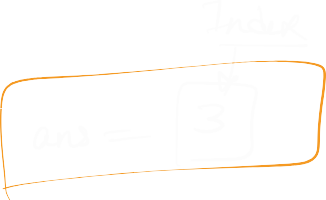 Index
ans = 3